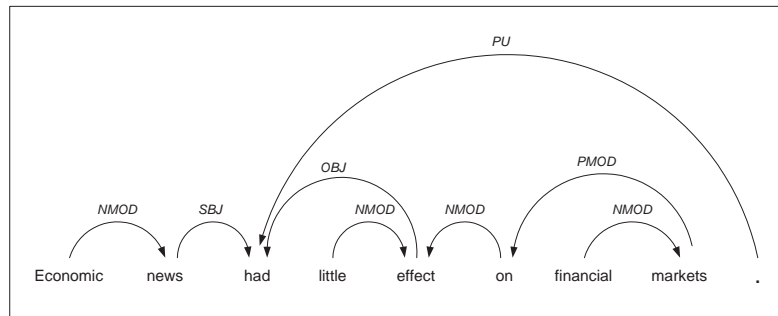 PU
OBJ PMOD
NMOD SBJ NMOD NMOD NMOD
Economic news had little effect on financial markets .